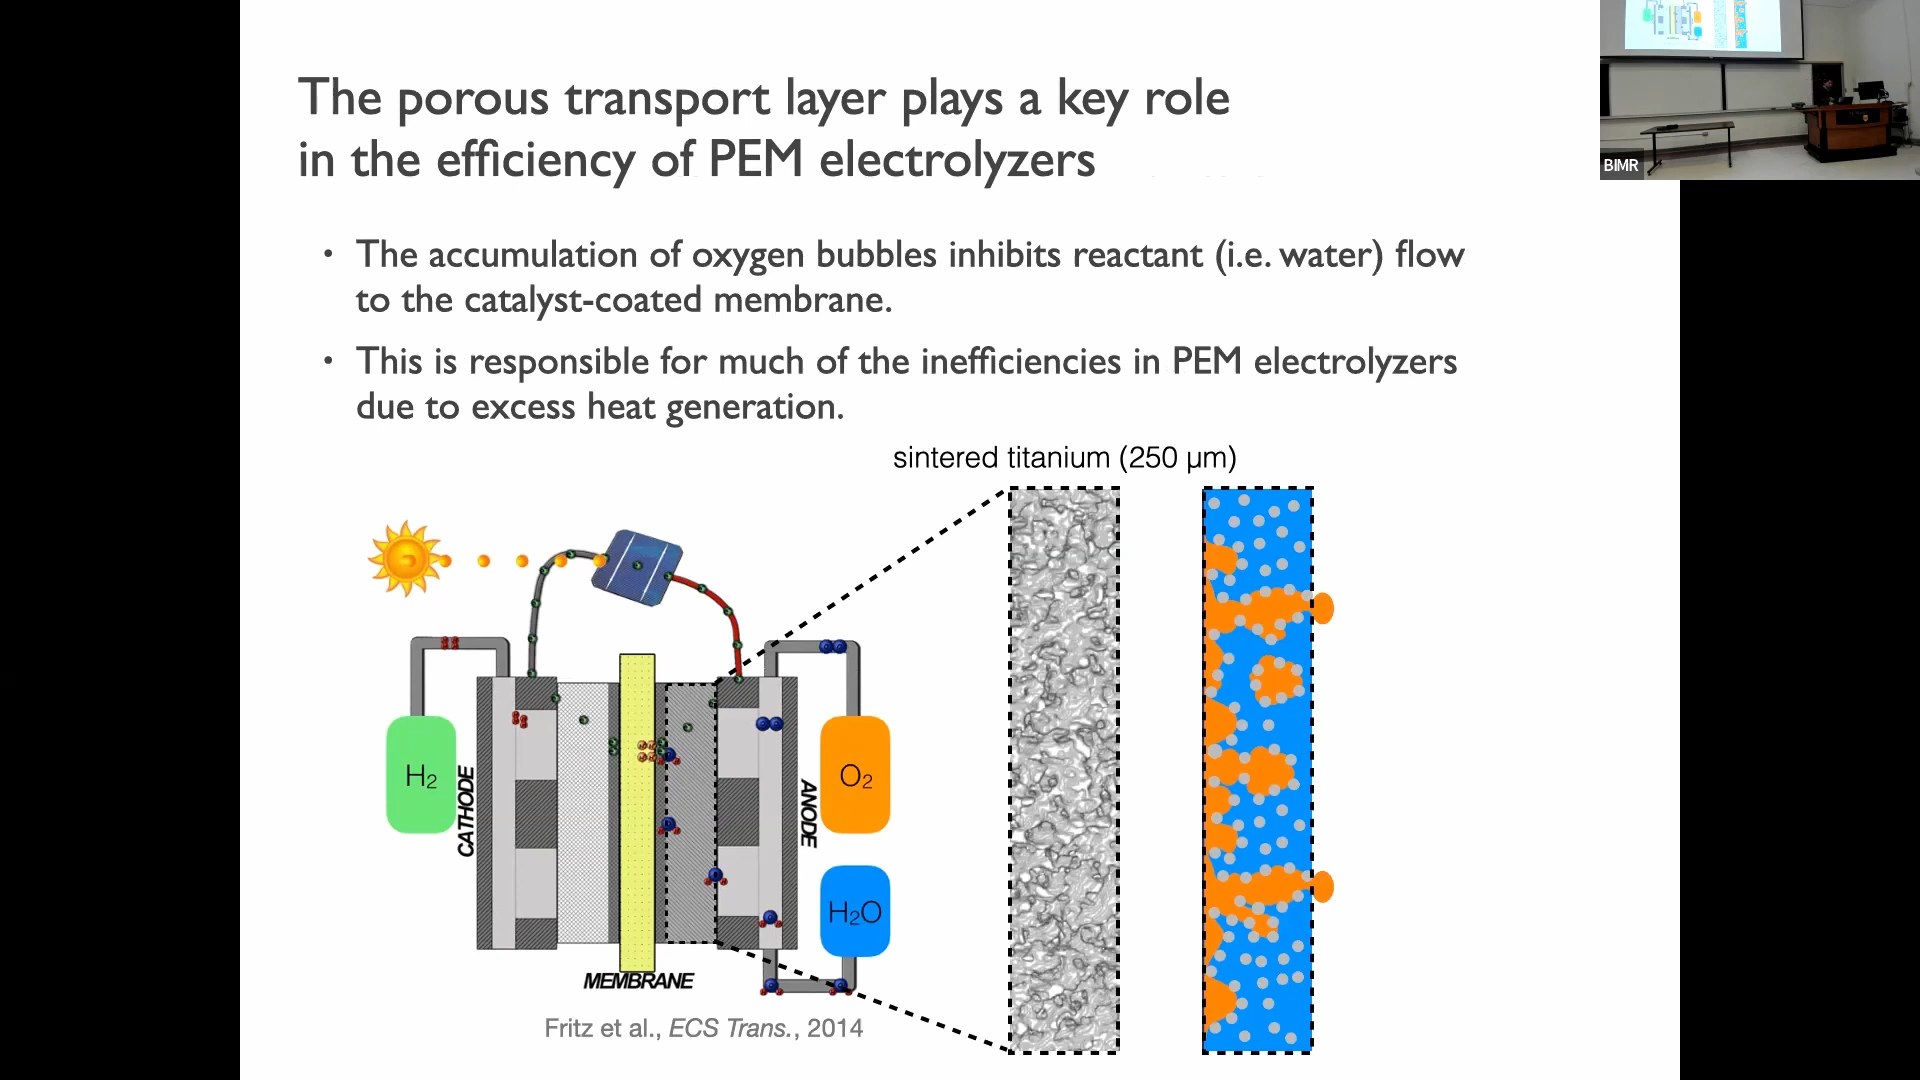 The porous transport layer plays a key role
in the efficiency of PEM electrolyzers
BIMR
• The accumulation of oxygen bubbles inhibits reactant (i.e. water) flow
to the catalyst-coated membrane.
• This is responsible for much of the inefficiencies in PEM electrolyzers
due to excess heat generation.
sintered titanium (250 µm)
H2
CATHODE
ANODE
O2
H2O
MEMBRANE
Fritz et al., ECS Trans., 2014